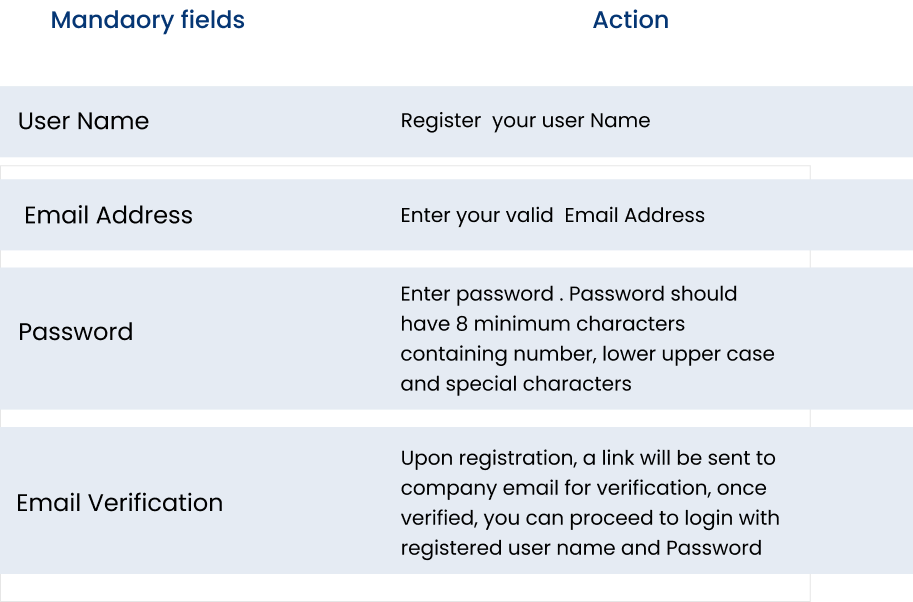 Mandaory fields Action
User Name Register your user Name
Email Address Enter your valid Email Address
Password
Enter password . Password should
have 8 minimum characters
containing number, lower upper case
and special characters
Email Verification
Upon registration, a link will be sent to
company email for verification, once
verified, you can proceed to login with
registered user name and Password